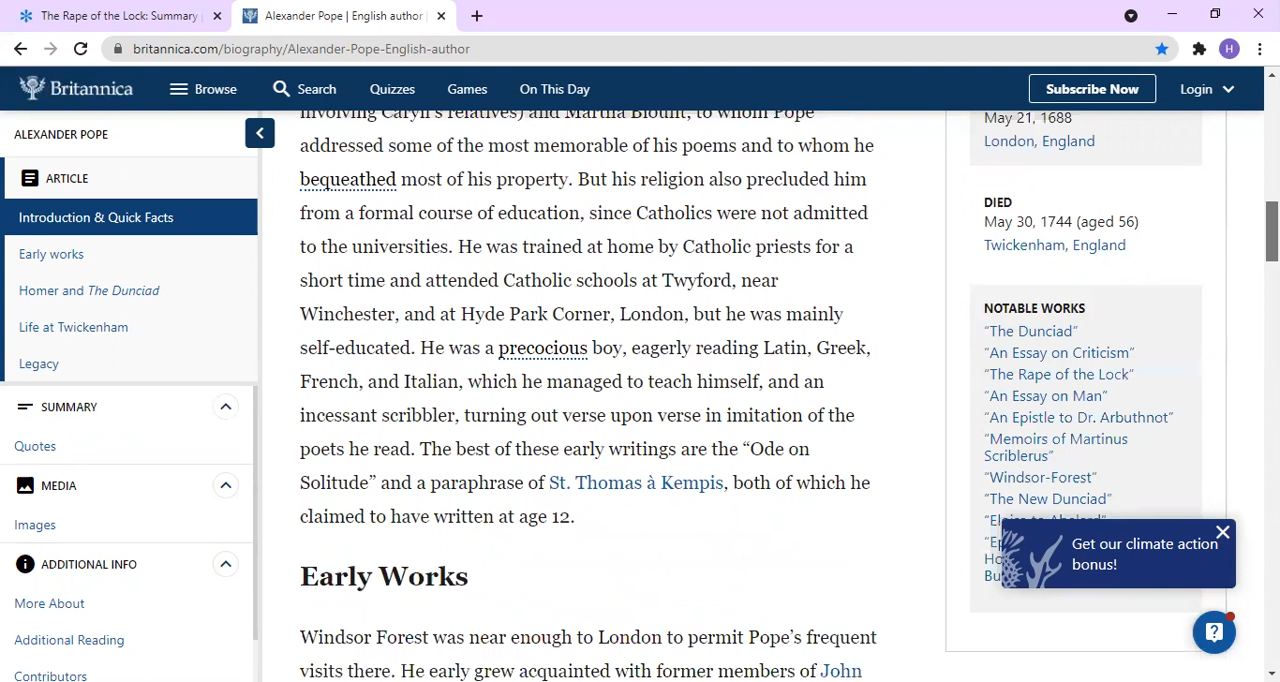 The Rape of the Lock: Summary
Alexander Pope | English author
britannica.com/biography/Alexander-Pope-English-author
H
Britannica
Browse
Search
Quizzes
Games
On This Day
Subscribe Now
Login
ALEXANDER POPE
ARTICLE
Introduction & Quick Facts
Early works
Homer and The Dunciad
Life at Twickenham
Legacy
SUMMARY
Quotes
MEDIA
Images
ADDITIONAL INFO
More About
Additional Reading
Contributors
involving Caryll's relatives) and Martha Blount, to whom Pope
addressed some of the most memorable of his poems and to whom he
bequeathed most of his property. But his religion also precluded him
from a formal course of education, since Catholics were not admitted
to the universities. He was trained at home by Catholic priests for a
short time and attended Catholic schools at Twyford, near
Winchester, and at Hyde Park Corner, London, but he was mainly
self-educated. He was a precocious boy, eagerly reading Latin, Greek,
French, and Italian, which he managed to teach himself, and an
incessant scribbler, turning out verse upon verse in imitation of the
poets he read. The best of these early writings are the “Ode on
Solitude” and a paraphrase of St. Thomas à Kempis, both of which he
claimed to have written at age 12.
Early Works
Windsor Forest was near enough to London to permit Pope’s frequent
visits there. He early grew acquainted with former members of John
May 21, 1688
London, England
DIED
May 30, 1744 (aged 56)
Twickenham, England
NOTABLE WORKS
“The Dunciad”
“An Essay on Criticism”
“The Rape of the Lock”
“An Essay on Man”
“An Epistle to Dr. Arbuthnot”
“Memoirs of Martinus
Scriblerus”
“Windsor-Forest”
“The New Dunciad”
Get our climate action
bonus!